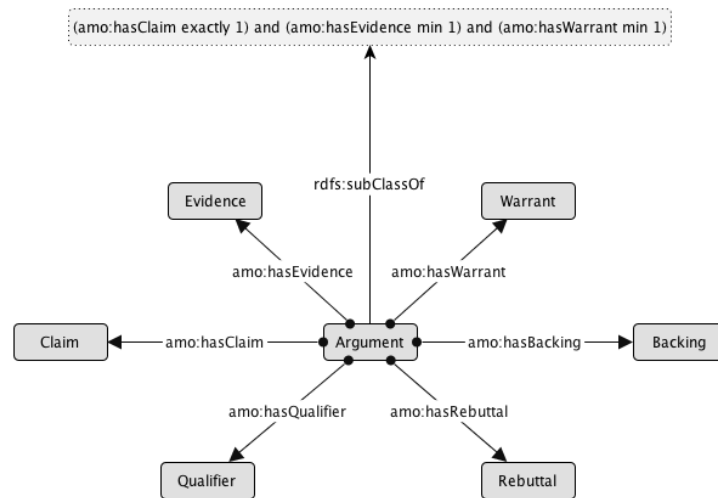 (amo:hasClaim exactly 1) and (amo:hasEvidence min 1) and (amo:hasWarrant min 1)
rdfs:subClassOf
Evidence
Warrant
amo:hasEvidence
amo:hasWarrant
Claim
amo:hasClaim
Argument
amo:hasBacking
Backing
amo:hasQualifier
amo:hasRebuttal
Qualifier
Rebuttal